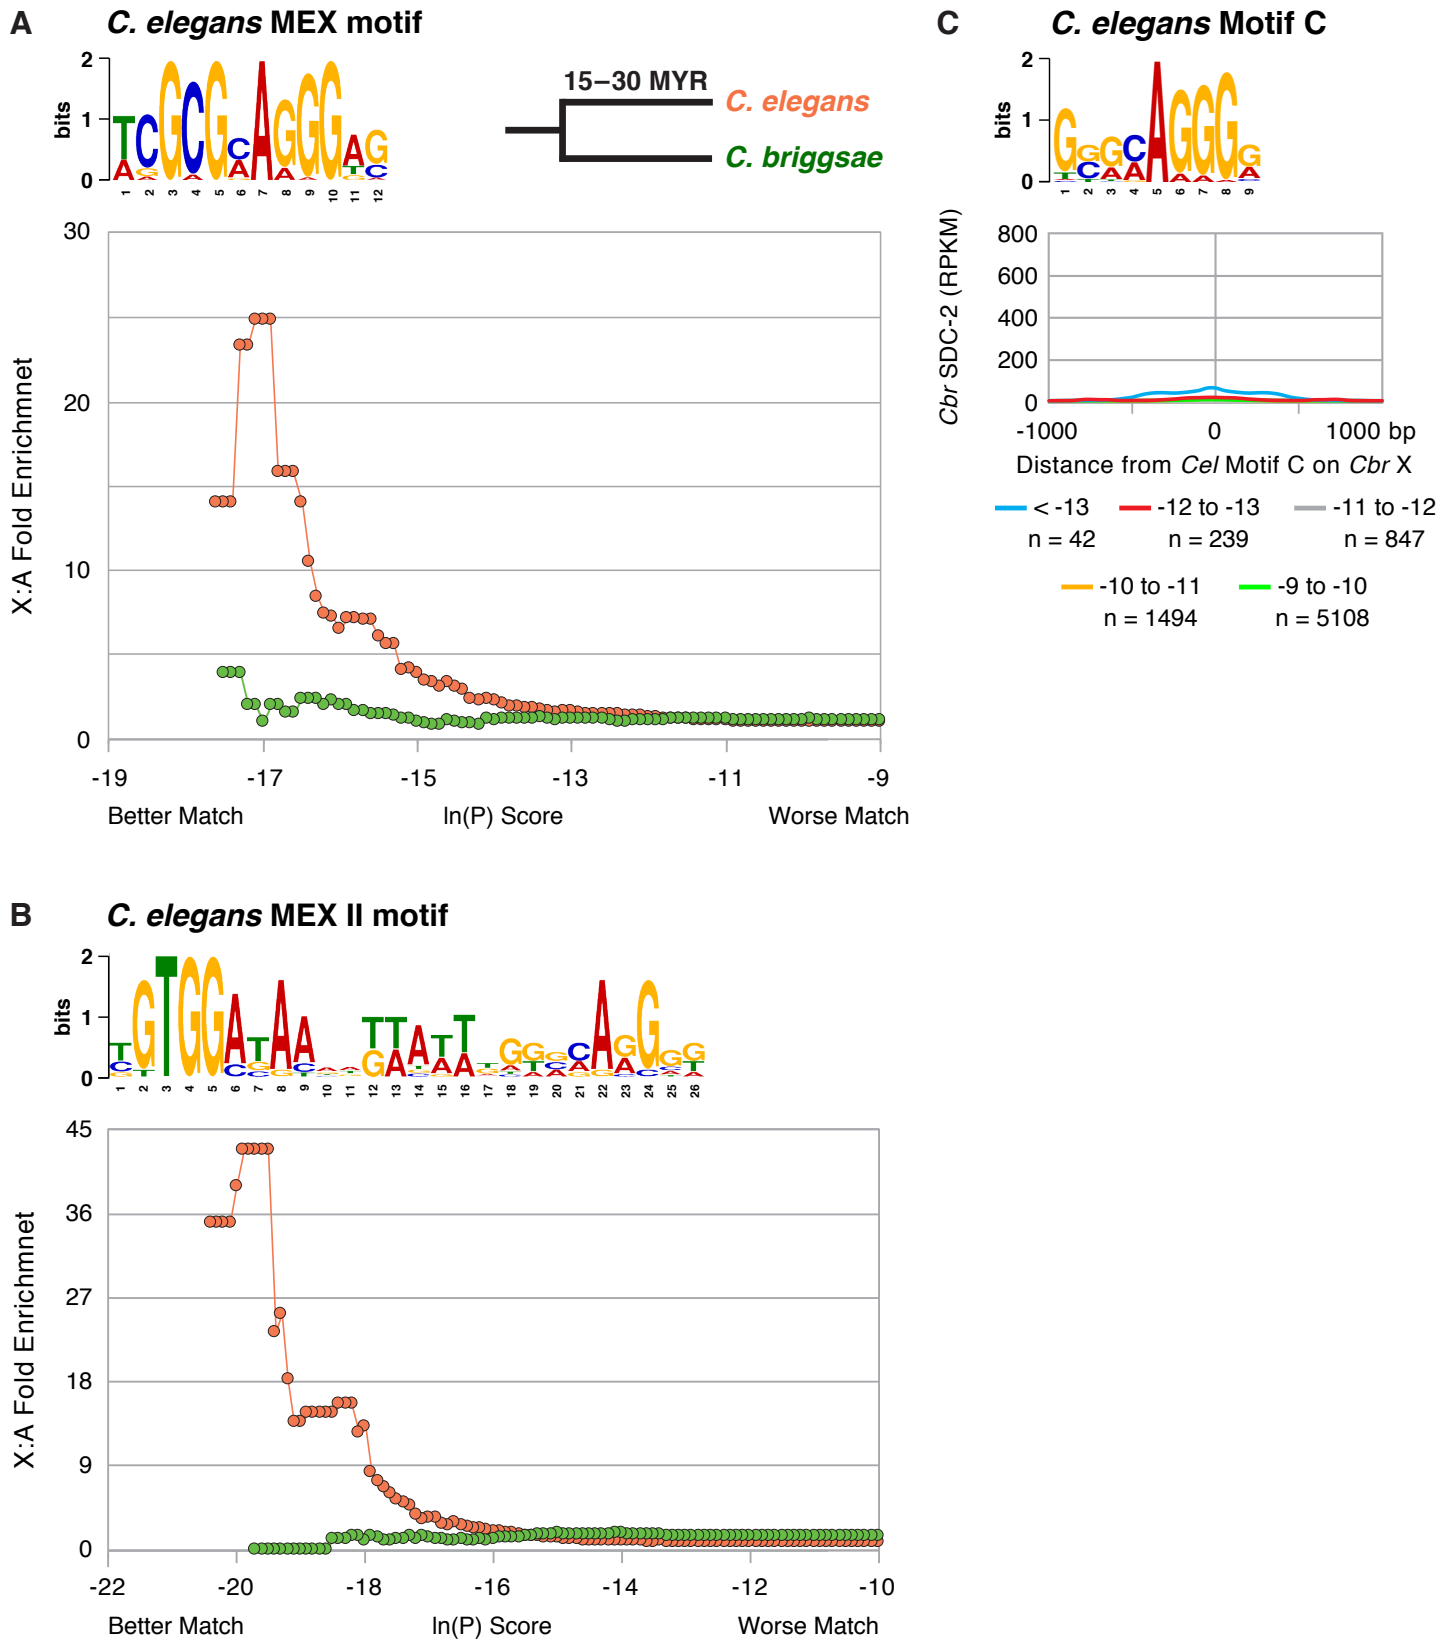 A
C. elegans MEX motif
2
1
0
bits
TCGCGCAGGGAG
AGAATC
1 2 3 4 5 6 7 8 9 10 11 12
15–30 MYR
C. elegans
C. briggsae
30
20
10
0
X:A Fold Enrichmnet
-19 -17 -15 -13 -11 -9
Better Match ln(P) Score Worse Match
C
C. elegans Motif C
2
1
0
bits
GGGCAGGGG
1 2 3 4 5 6 7 8 9
800
600
400
200
0
Cbr SDC-2 (RPKM)
-1000 0 1000 bp
Distance from Cel Motif C on Cbr X
< -13 -12 to -13 -11 to -12
n = 42 n = 239 n = 847
-10 to -11 -9 to -10
n = 1494 n = 5108
B
C. elegans MEX II motif
2
1
0
bits
1 2 3 4 5 6 7 8 9 10 11 12 13 14 15 16 17 18 19 20 21 22 23 24 25 26
45
36
27
18
9
0
X:A Fold Enrichmnet
-22 -20 -18 -16 -14 -12 -10
Better Match ln(P) Score Worse Match